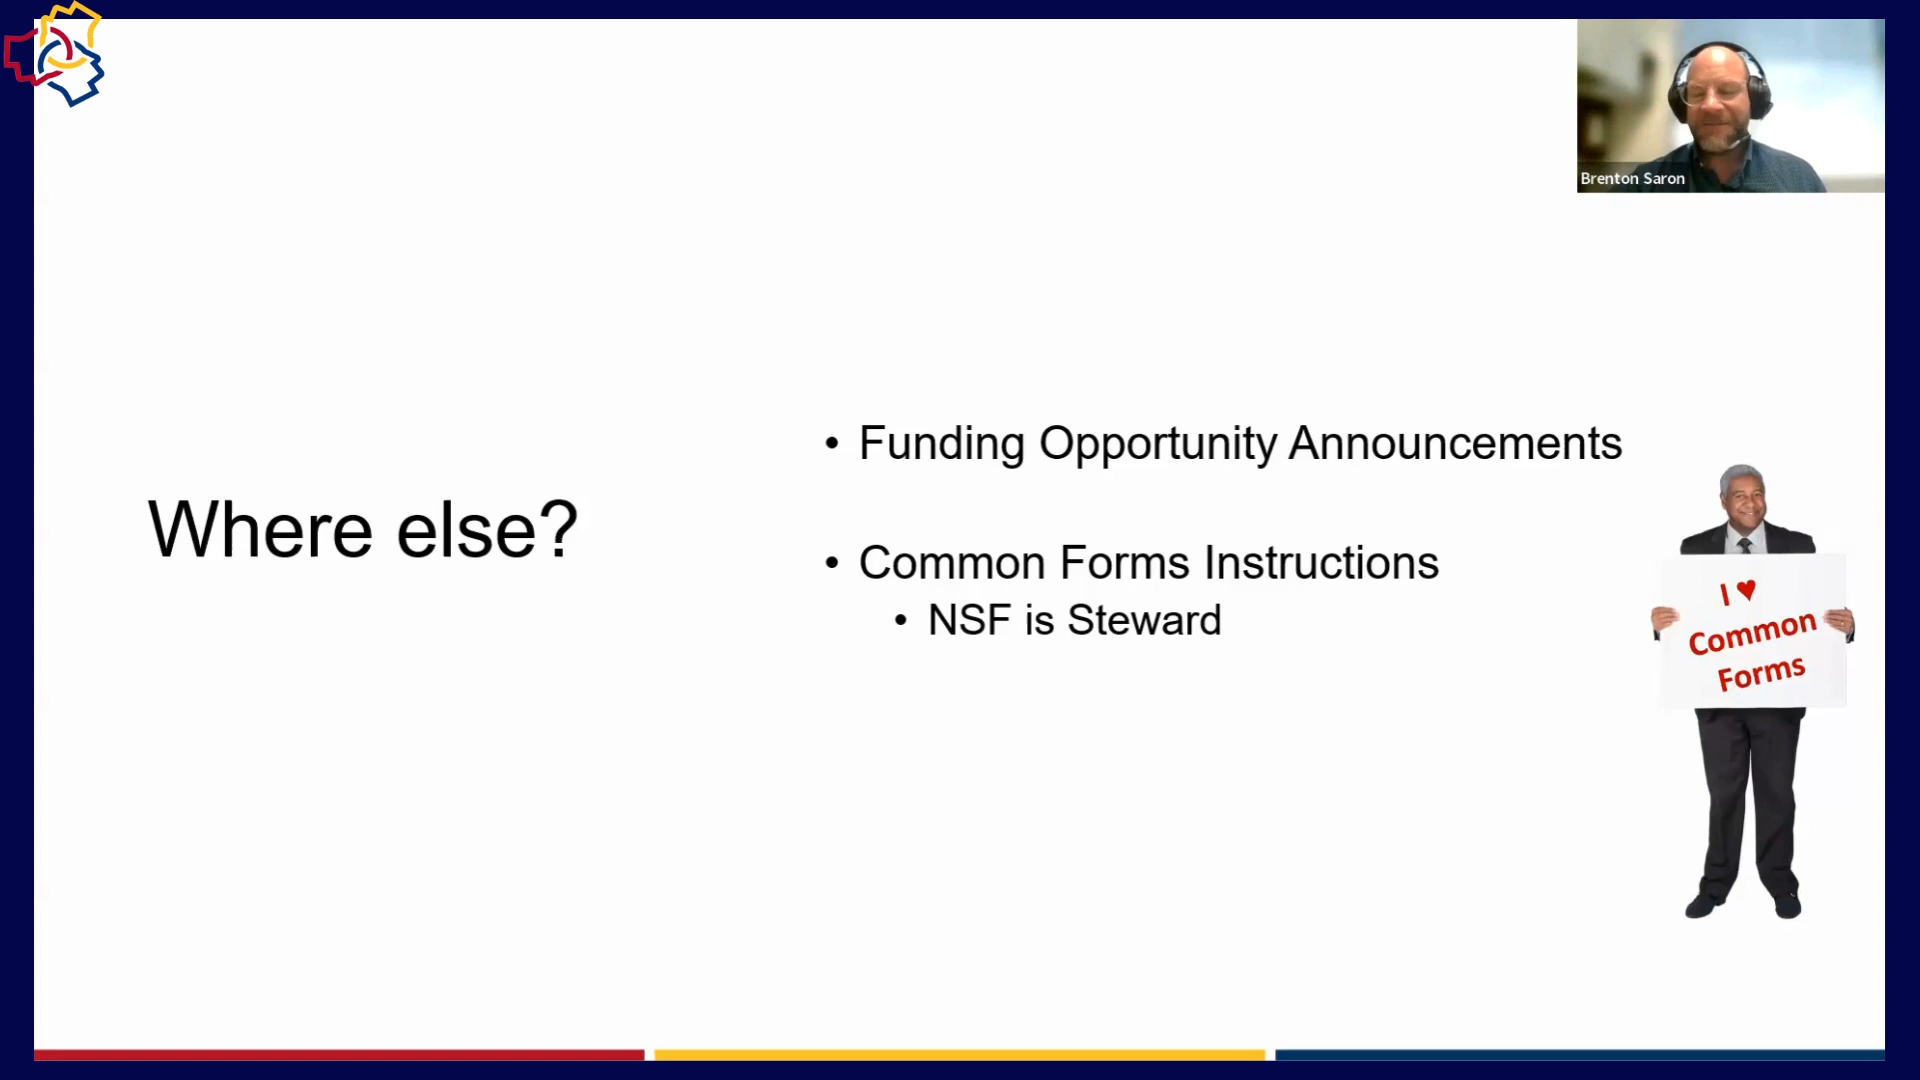 Brenton Saron
Where else?
• Funding Opportunity Announcements
• Common Forms Instructions
• NSF is Steward
I ♥
Common
Forms